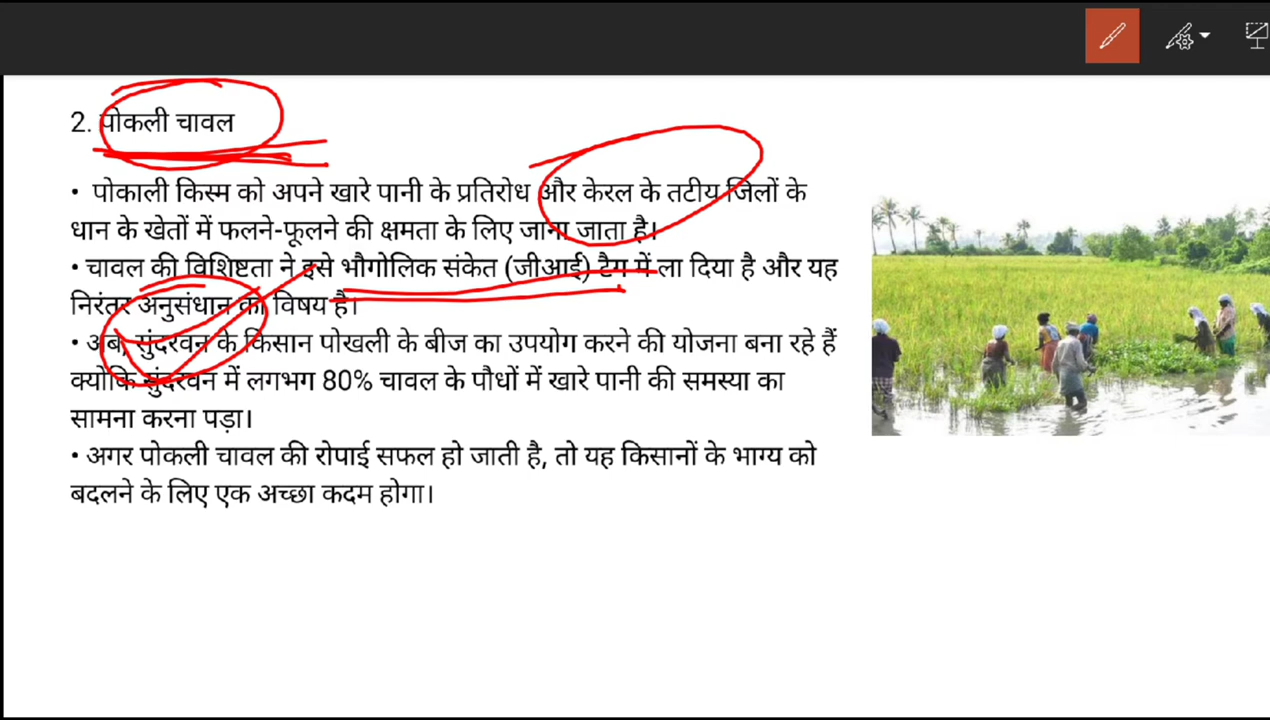 2. पोकली चावल
• पोकाली किस्म को अपने खारे पानी के प्रतिरोध और केरल के तटीय जिलों के
धान के खेतों में फलने-फूलने की क्षमता के लिए जाना जाता है।
• चावल की विशिष्टता ने इसे भौगोलिक संकेत (जीआई) टैग में ला दिया है और यह
निरंतर अनुसंधान का विषय है।
• अब, सुंदरवन के किसान पोखली के बीज का उपयोग करने की योजना बना रहे हैं
क्योंकि सुंदरवन में लगभग 80% चावल के पौधों में खारे पानी की समस्या का
सामना करना पड़ा।
• अगर पोकली चावल की रोपाई सफल हो जाती है, तो यह किसानों के भाग्य को
बदलने के लिए एक अच्छा कदम होगा।